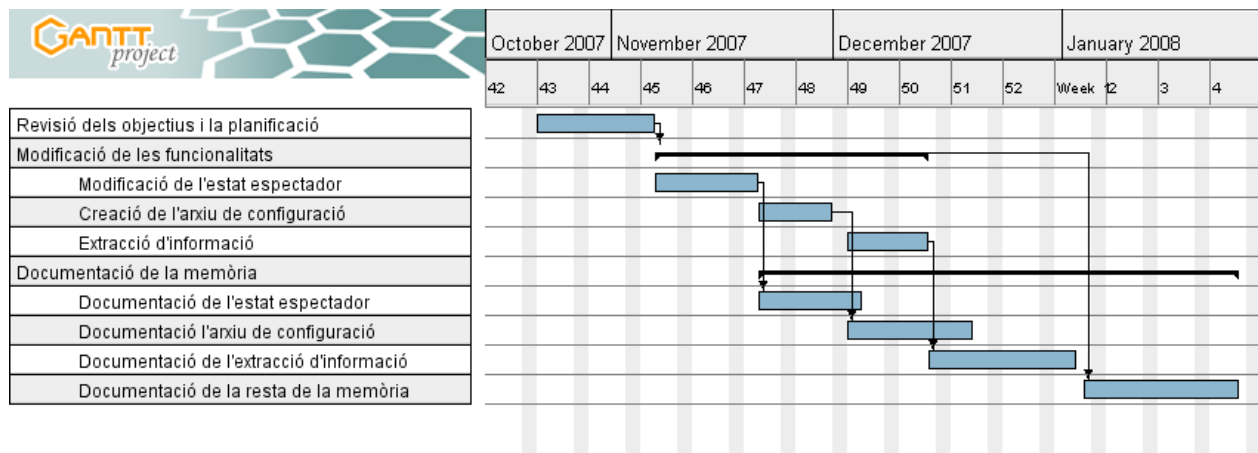 GANTT
project
October 2007 November 2007 December 2007 January 2008
42 43 44 45 46 47 48 49 50 51 52 Week 1 2 3 4
Revisió dels objectius i la planificació
Modificació de les funcionalitats
Modificació de l'estat espectador
Creació de l'arxiu de configuració
Extracció d'informació
Documentació de la memòria
Documentació de l'estat espectador
Documentació l'arxiu de configuració
Documentació de l'extracció d'informació
Documentació de la resta de la memòria